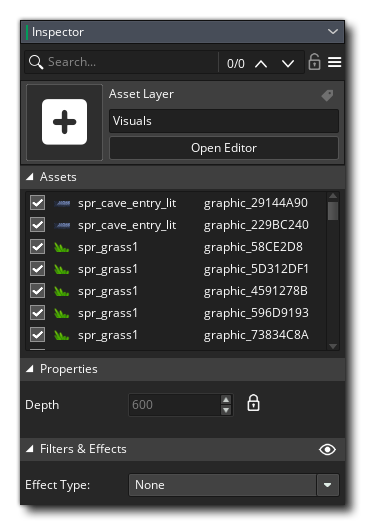 Inspector
Search... 0/0
Asset Layer
Visuals
Open Editor
Assets
spr_cave_entry_lit graphic_29144A90
spr_cave_entry_lit graphic_229BC240
spr_grass1 graphic_58CE2D8
spr_grass1 graphic_5D312DF1
spr_grass1 graphic_4591278B
spr_grass1 graphic_596D9193
spr_grass1 graphic_73834C8A
Properties
Depth 600
Filters & Effects
Effect Type: None